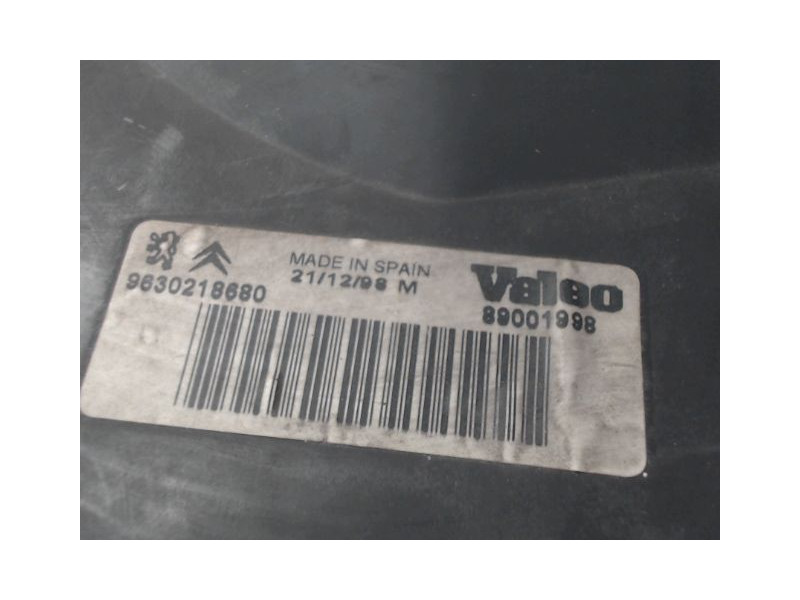 MADE IN SPAIN
Valeo
9630218680
21/12/98 M
89001998